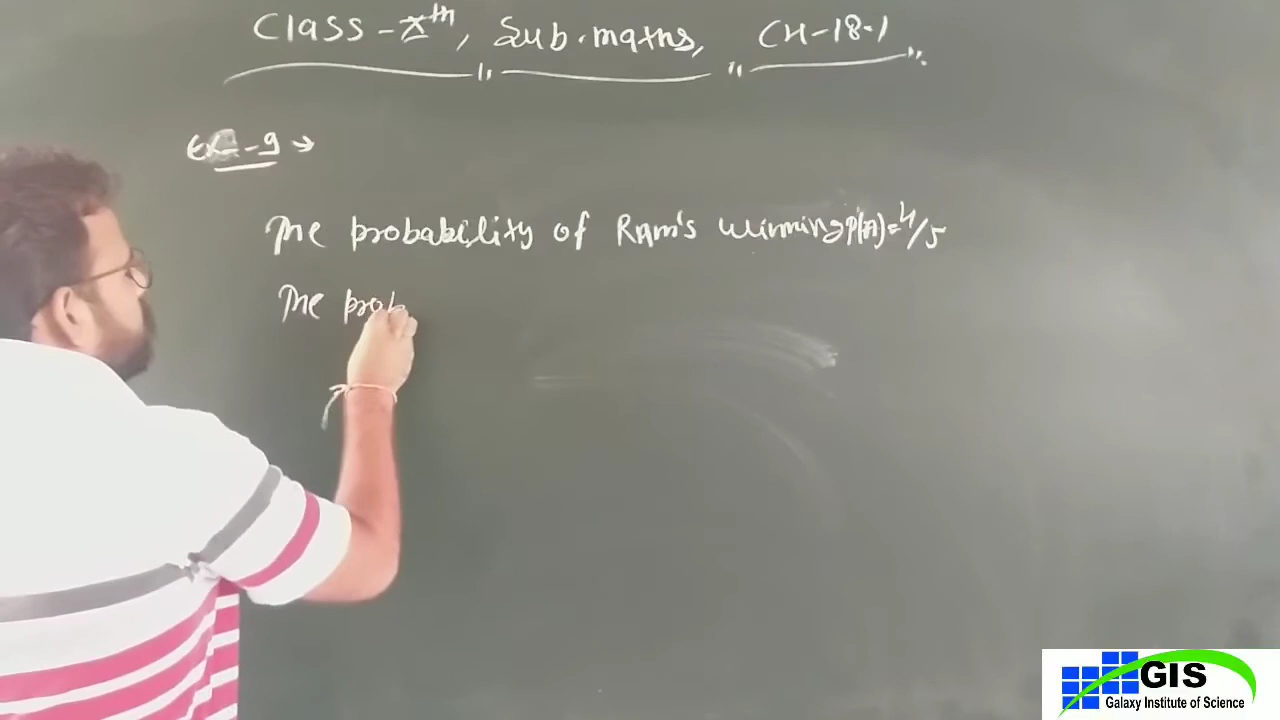 Class-Xth, Sub.maths, CH-18.1
Ex-9 →
The probability of RAm's winning P(A)=4/5
The prob
GIS
Galaxy Institute of Science